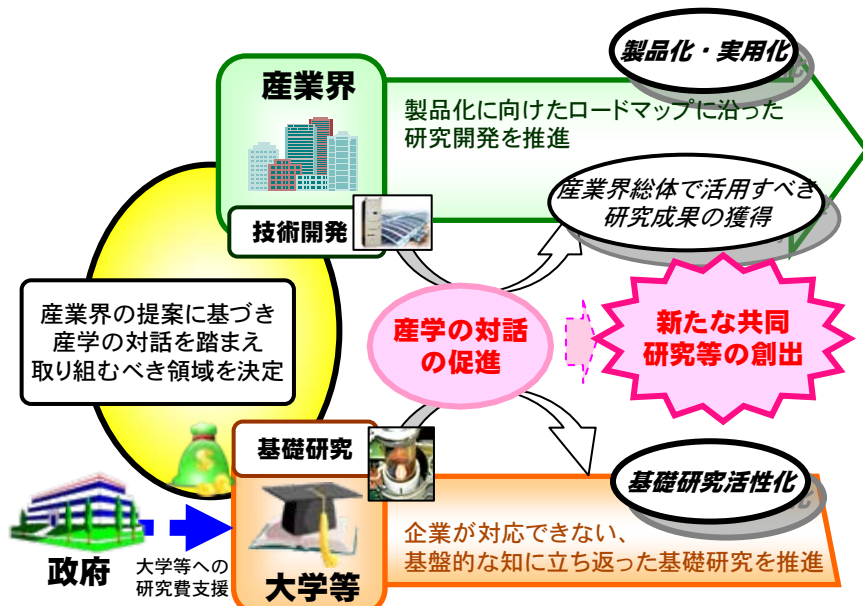 製品化・実用化
産業界
製品化に向けたロードマップに沿った
研究開発を推進
産業界総体で活用すべき
研究成果の獲得
技術開発
産業界の提案に基づき
産学の対話を踏まえ
取り組むべき領域を決定
産学の対話
の促進
新たな共同
研究等の創出
基礎研究
基礎研究活性化
企業が対応できない、
基盤的な知に立ち返った基礎研究を推進
政府
大学等への
研究費支援
大学等